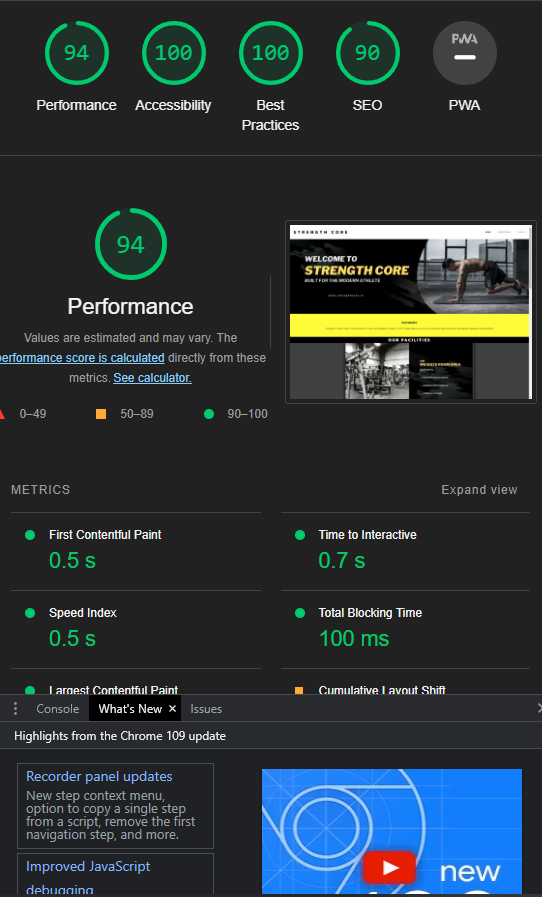 94
100
100
90
PWA
Performance
Accessibility
Best
Practices
SEO
PWA
94
Performance
Values are estimated and may vary. The
performance score is calculated directly from these
metrics. See calculator.
0–49
50–89
90–100
STRENGTH CORE
WELCOME TO
STRENGTH CORE
BUILT FOR THE MODERN ATHLETE
OUR FACILITIES
METRICS
Expand view
First Contentful Paint
0.5 s
Time to Interactive
0.7 s
Speed Index
0.5 s
Total Blocking Time
100 ms
Largest Contentful Paint
Cumulative Layout Shift
Console
What's New
Issues
Highlights from the Chrome 109 update
Recorder panel updates
New step context menu,
option to copy a single step
from a script, remove the first
navigation step, and more.
Improved JavaScript
debugging
new